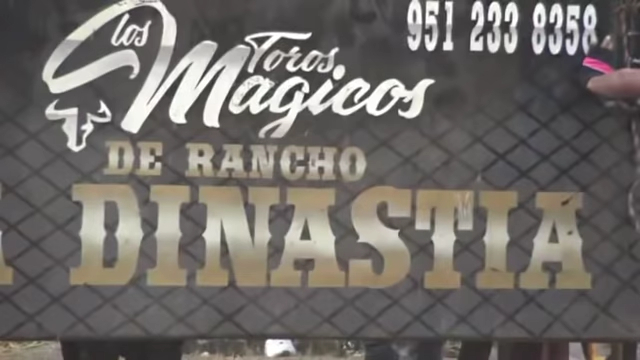 951 233 8358
los
Toros
Magicos
DE RANCHO
DINASTIA